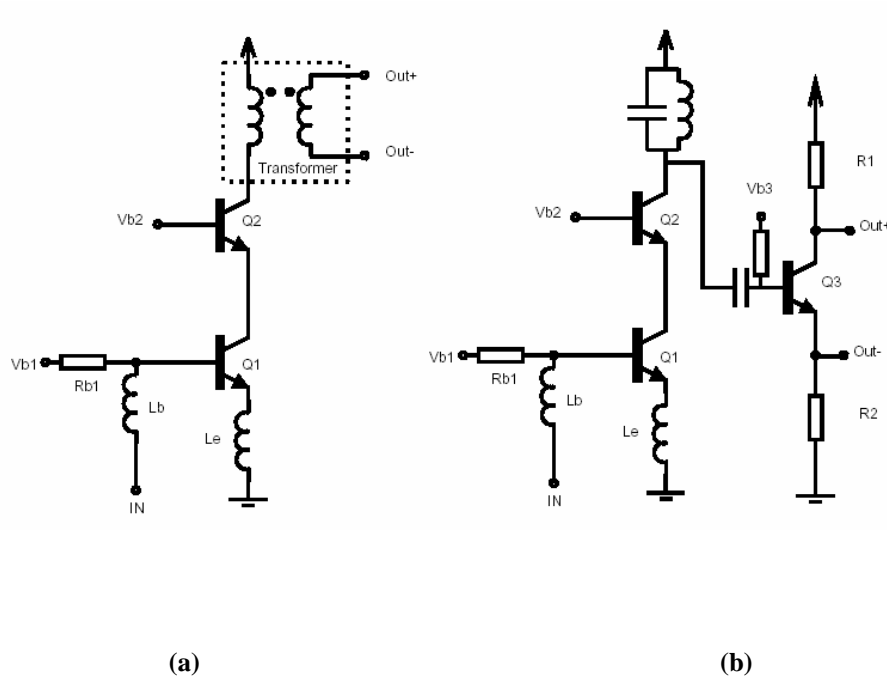 Out+
Out-
Transformer
Vb2
Q2
Vb1
Rb1
Q1
Lb
Le
IN
(a)
R1
Vb3
Vb2
Q2
Out+
Q3
Vb1
Rb1
Q1
Out-
Lb
Le
R2
IN
(b)